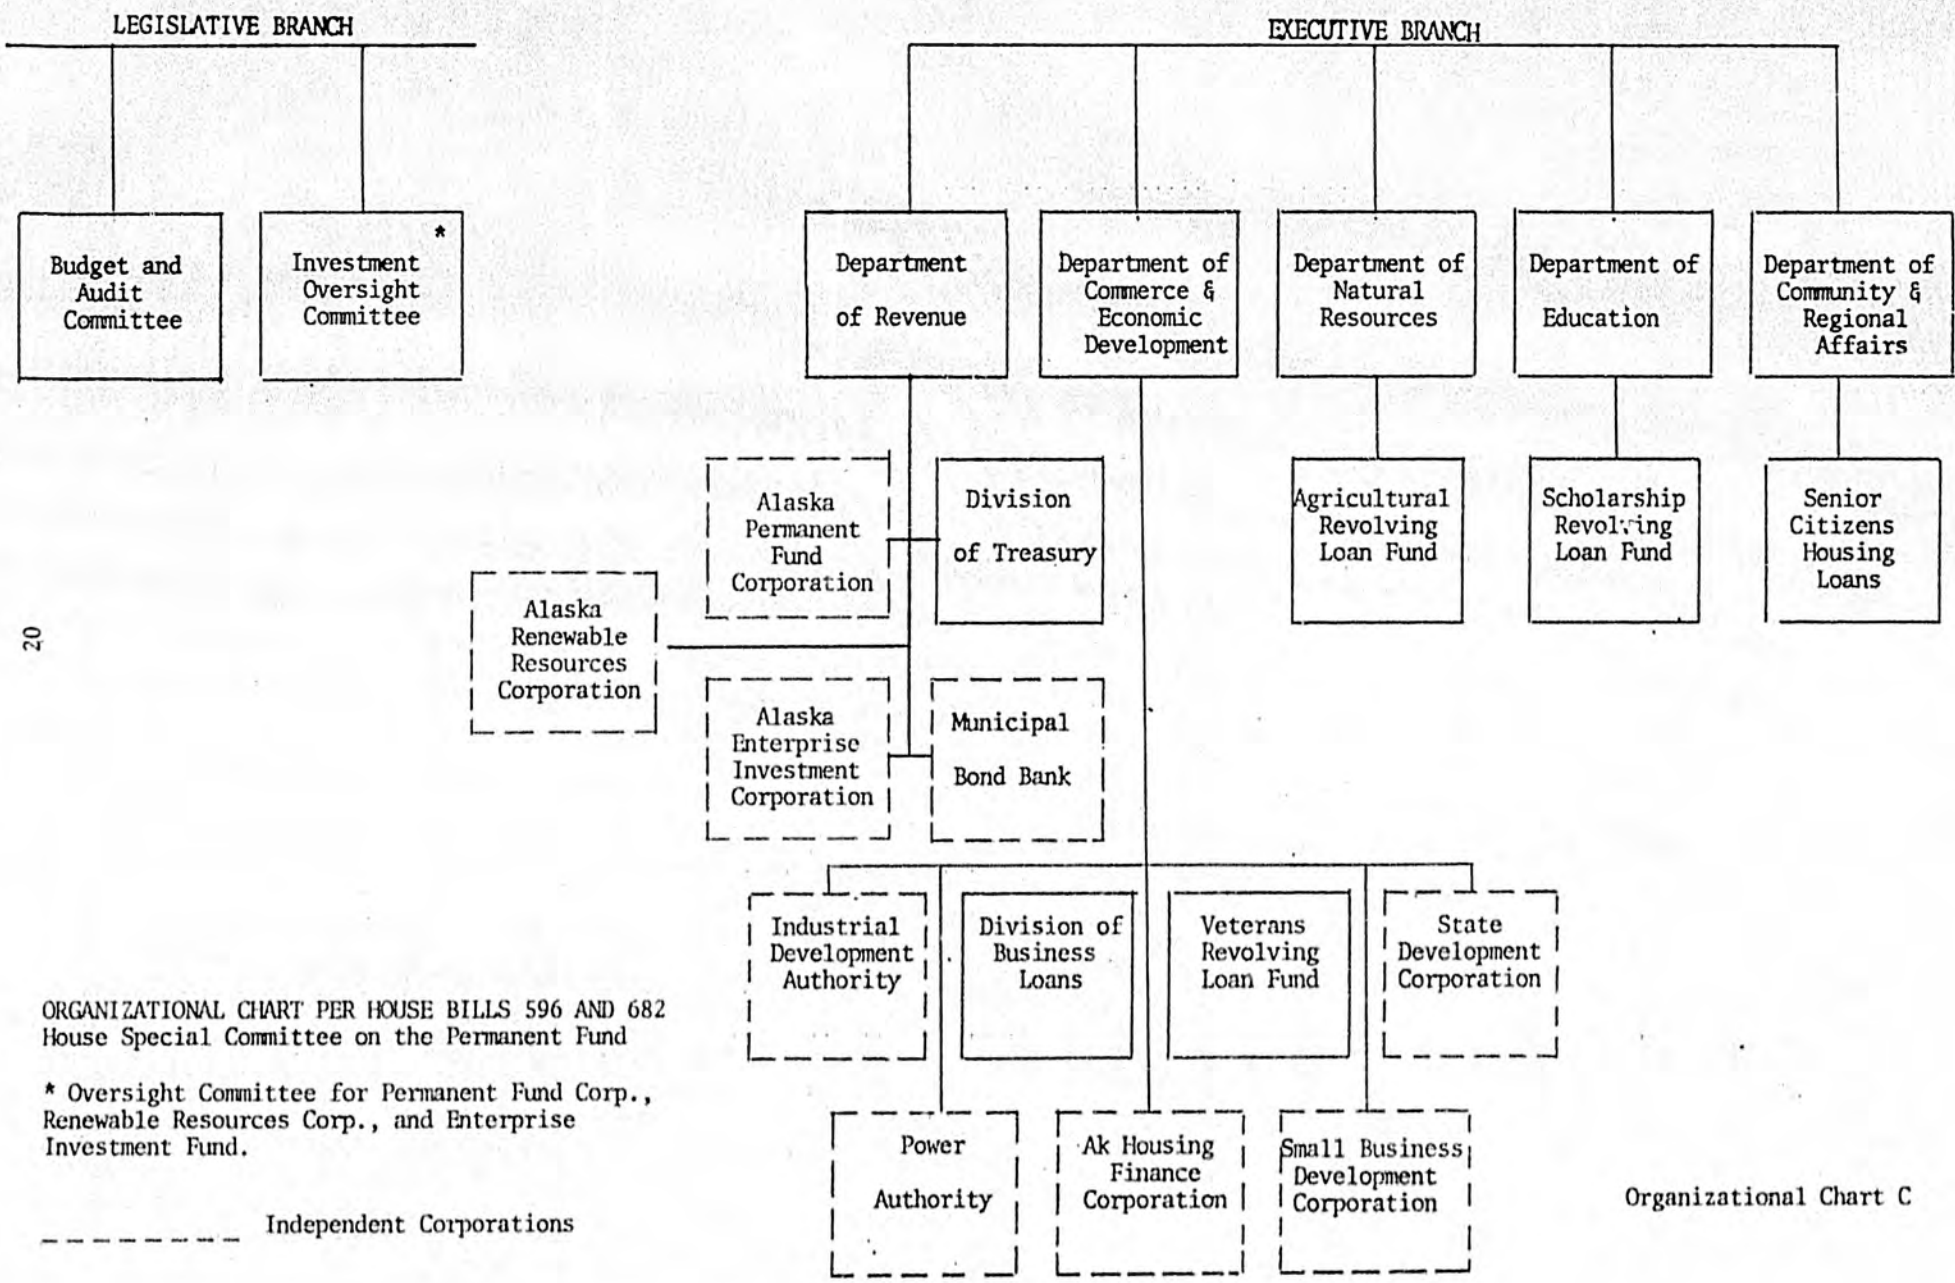 LEGISLATIVE BRANCH
EXECUTIVE BRANCH
Budget and
Audit
Committee
*
Investment
Oversight
Committee
Department
of Revenue
Department of
Commerce &
Economic
Development
Department of
Natural
Resources
Department of
Education
Department of
Community &
Regional
Affairs
Alaska
Permanent
Fund
Corporation
Division
of Treasury
Agricultural
Revolving
Loan Fund
Scholarship
Revolving
Loan Fund
Senior
Citizens
Housing
Loans
Alaska
Renewable
Resources
Corporation
Alaska
Enterprise
Investment
Corporation
Municipal
Bond Bank
20
Industrial
Development
Authority
Division of
Business
Loans
Veterans
Revolving
Loan Fund
State
Development
Corporation
Power
Authority
Ak Housing
Finance
Corporation
Small Business
Development
Corporation
ORGANIZATIONAL CHART PER HOUSE BILLS 596 AND 682
House Special Committee on the Permanent Fund
* Oversight Committee for Permanent Fund Corp.,
Renewable Resources Corp., and Enterprise
Investment Fund.
Independent Corporations
Organizational Chart C